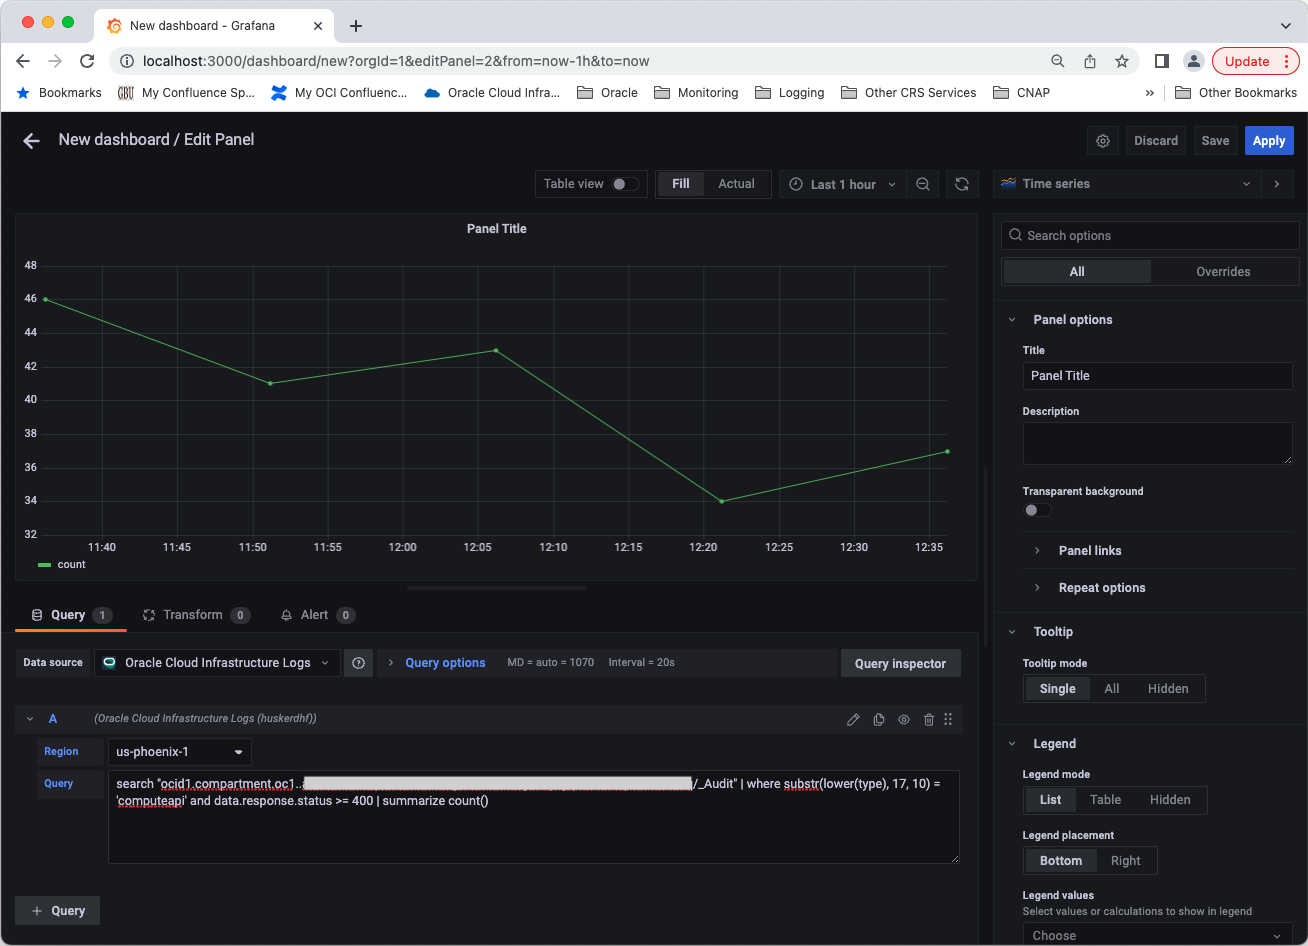 New dashboard - Grafana
localhost:3000/dashboard/new?orgId=1&editPanel=2&from=now-1h&to=now
Update
Bookmarks
My Confluence Sp...
My OCI Confluenc...
Oracle Cloud Infra...
Oracle
Monitoring
Logging
Other CRS Services
CNAP
»
Other Bookmarks
New dashboard / Edit Panel
Discard
Save
Apply
Table view
Fill
Actual
Last 1 hour
Time series
Panel Title
48
46
44
42
40
38
36
34
32
11:40
11:45
11:50
11:55
12:00
12:05
12:10
12:15
12:20
12:25
12:30
12:35
count
Query 1
Transform 0
Alert 0
Data source
Oracle Cloud Infrastructure Logs
Query options
MD = auto = 1070
Interval = 20s
Query inspector
A
(Oracle Cloud Infrastructure Logs (huskerdhf))
Region
us-phoenix-1
Query
search "ocid1.compartment.oc1.. /_Audit" | where substr(lower(type), 17, 10) =
'computeapi' and data.response.status >= 400 | summarize count()
+ Query
Search options
All
Overrides
Panel options
Title
Panel Title
Description
Transparent background
Panel links
Repeat options
Tooltip
Tooltip mode
Single
All
Hidden
Legend
Legend mode
List
Table
Hidden
Legend placement
Bottom
Right
Legend values
Select values or calculations to show in legend
Choose